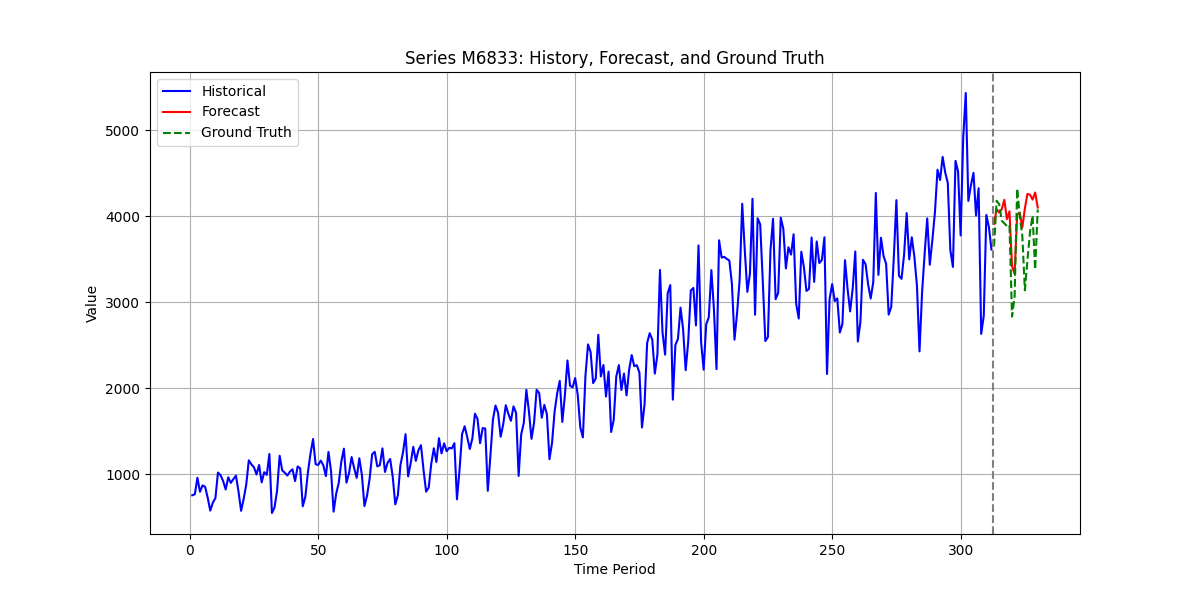 Series M6833: History, Forecast, and Ground Truth
Historical
Forecast
Ground Truth
Value
5000
4000
3000
2000
1000
0 50 100 150 200 250 300
Time Period